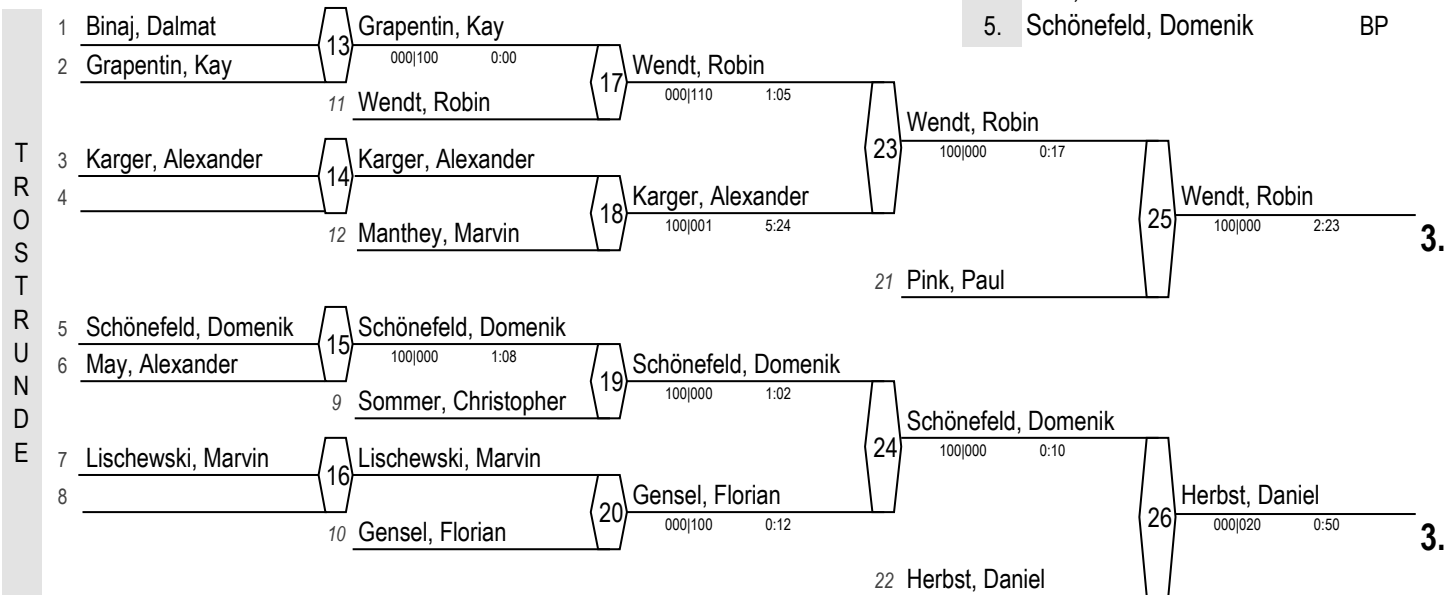 5. Schönefeld, Domenik BP
TROSTRUNDE
1 Binaj, Dalmat
2 Grapentin, Kay
13
Grapentin, Kay
000|100 0:00
11 Wendt, Robin
17
Wendt, Robin
000|110 1:05
3 Karger, Alexander
4
14
Karger, Alexander
12 Manthey, Marvin
18
Karger, Alexander
100|001 5:24
23
Wendt, Robin
100|000 0:17
21 Pink, Paul
25
Wendt, Robin
100|000 2:23
3.
5 Schönefeld, Domenik
6 May, Alexander
15
Schönefeld, Domenik
100|000 1:08
9 Sommer, Christopher
19
Schönefeld, Domenik
100|000 1:02
7 Lischewski, Marvin
8
16
Lischewski, Marvin
10 Gensel, Florian
20
Gensel, Florian
000|100 0:12
24
Schönefeld, Domenik
100|000 0:10
22 Herbst, Daniel
26
Herbst, Daniel
000|020 0:50
3.